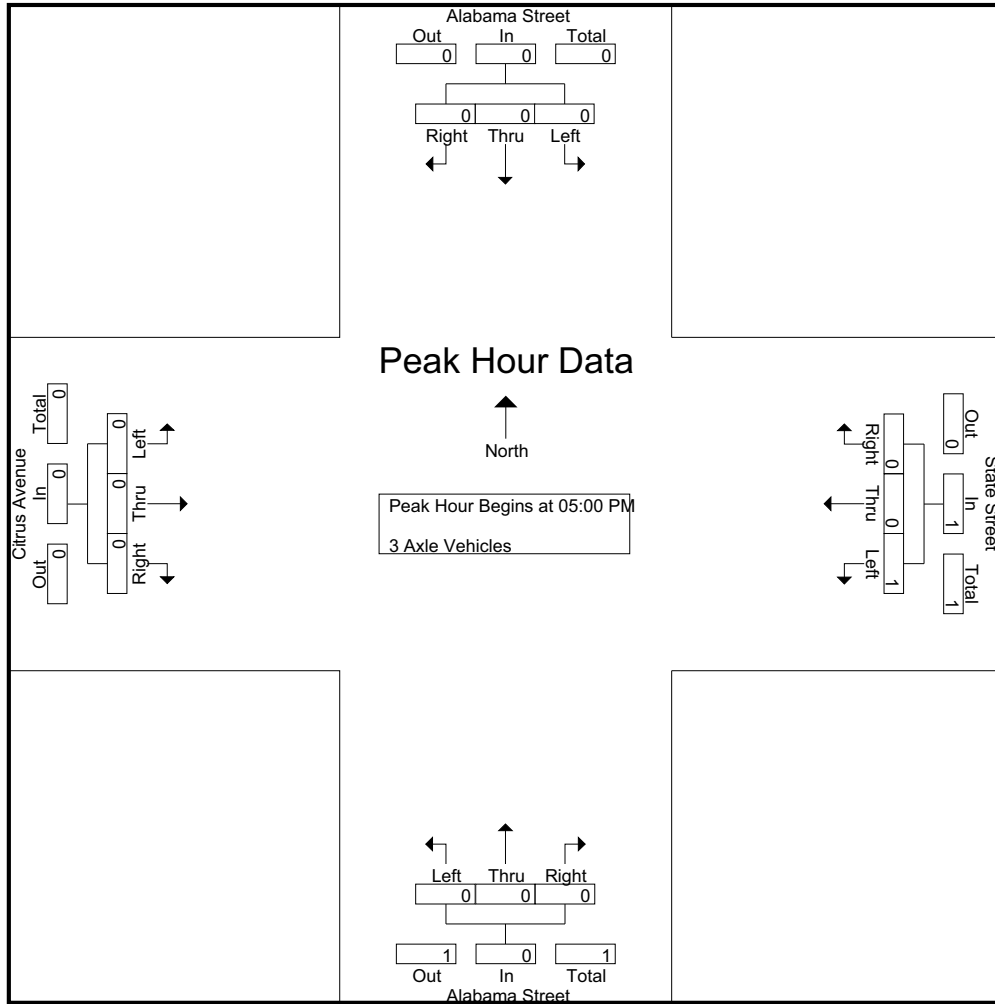 Alabama Street
Out In Total
0 0 0
0 0 0
Right Thru Left
Peak Hour Data
North
Peak Hour Begins at 05:00 PM
3 Axle Vehicles
Citrus Avenue
Total In Out
0 0 0
0 0 0
Left Thru Right
State Street
Out In Total
0 1 1
0 0 1
Right Thru Left
Left Thru Right
0 0 0
1 0 1
Out In Total
Alabama Street